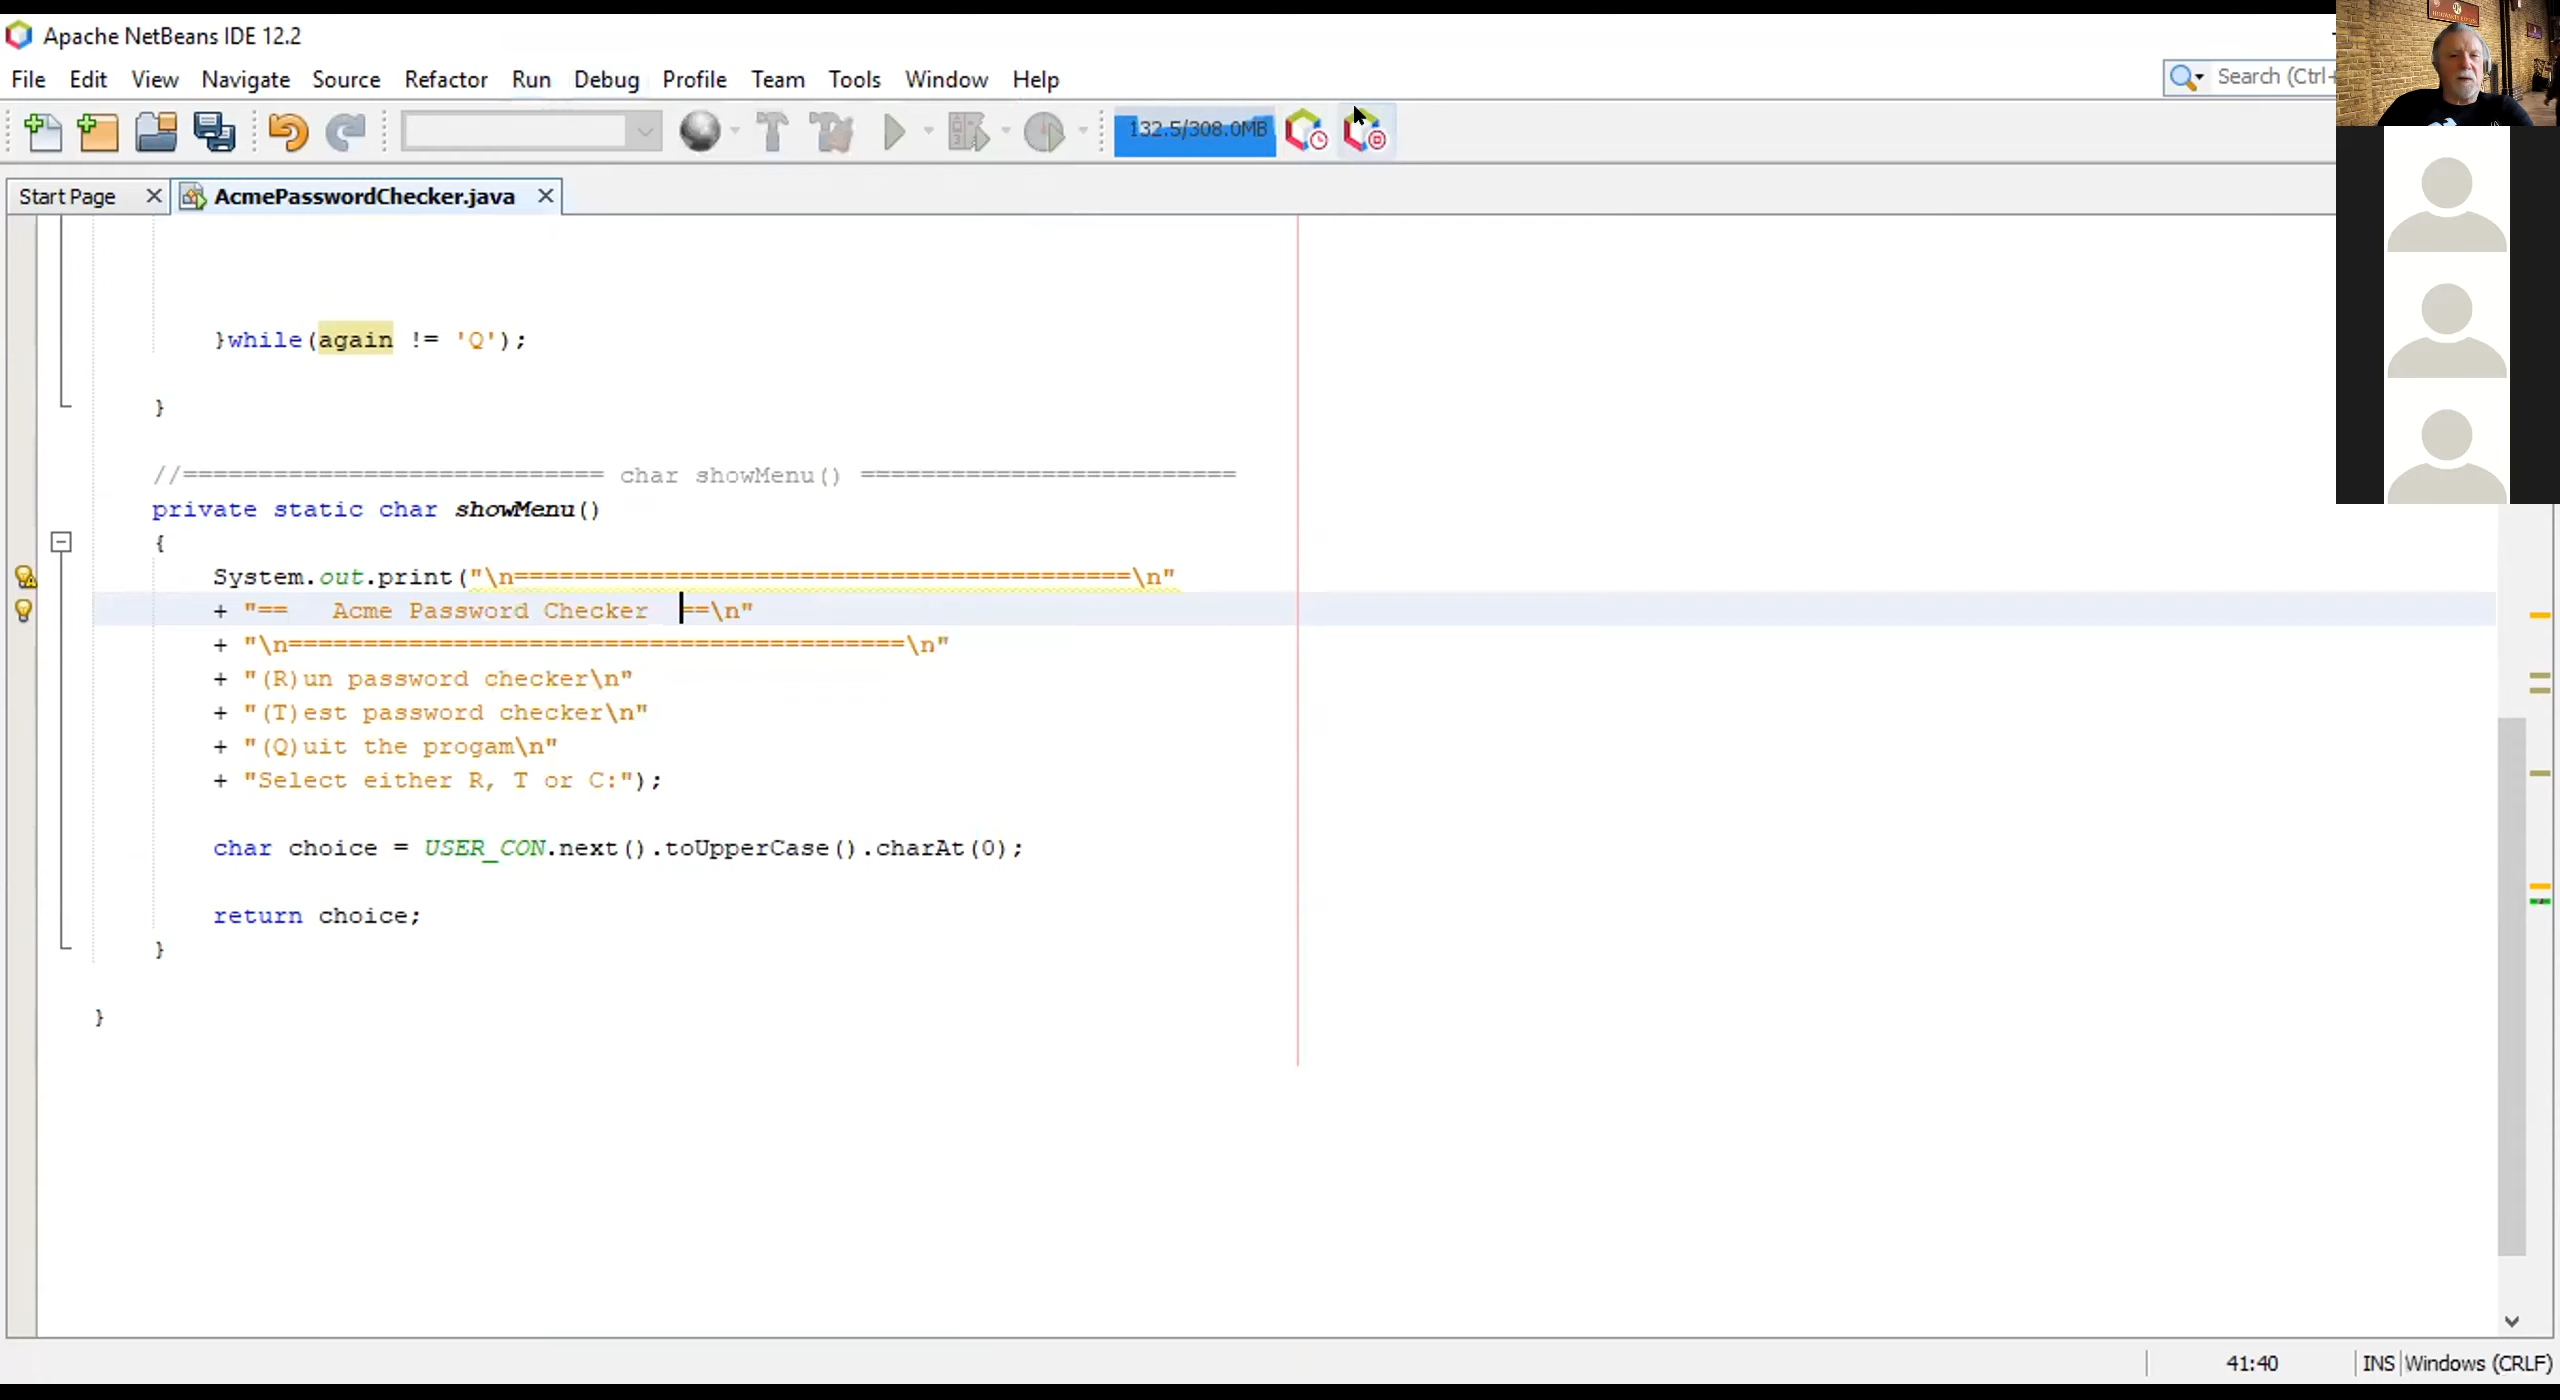 Apache NetBeans IDE 12.2
File Edit View Navigate Source Refactor Run Debug Profile Team Tools Window Help
Search (Ctrl+
132.5/308.0MB
Start Page
AcmePasswordChecker.java
}while(again != 'Q');
}
//============================ char showMenu() =========================
private static char showMenu()
{
System.out.print("\n=========================================\n"
+ "==   Acme Password Checker  ==\n"
+ "\n=========================================\n"
+ "(R)un password checker\n"
+ "(T)est password checker\n"
+ "(Q)uit the progam\n"
+ "Select either R, T or C:");
char choice = USER_CON.next().toUpperCase().charAt(0);
return choice;
}
}
41:40 INS Windows (CRLF)